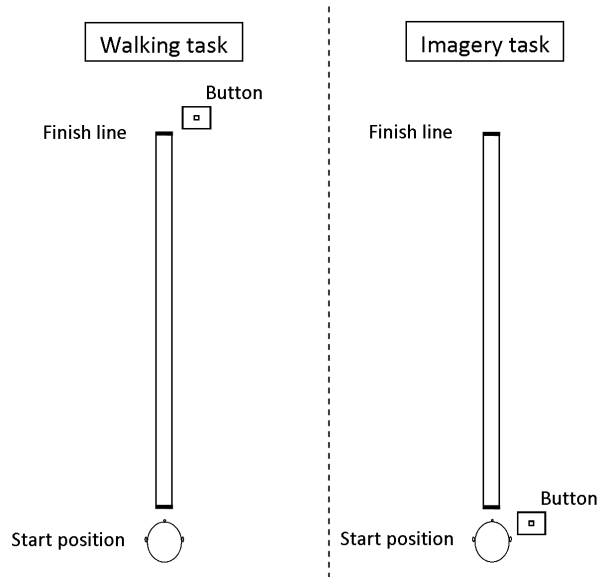 Walking task
Button
Finish line
Start position
Imagery task
Finish line
Button
Start position